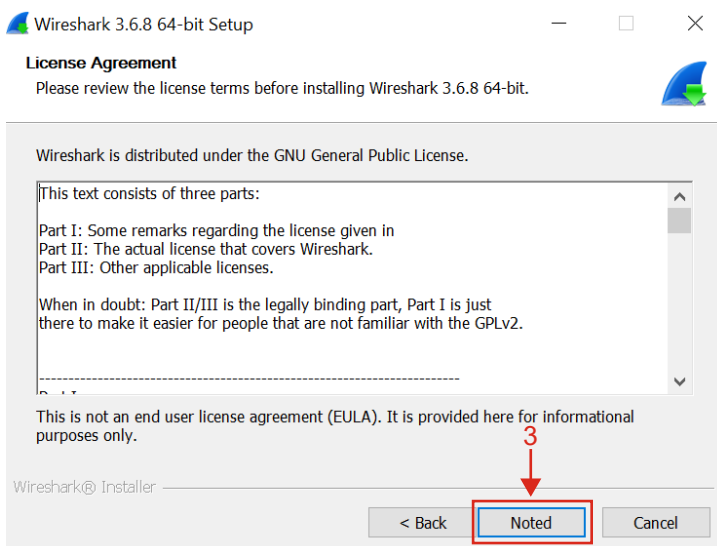 Wireshark 3.6.8 64-bit Setup
License Agreement
Please review the license terms before installing Wireshark 3.6.8 64-bit.
Wireshark is distributed under the GNU General Public License.
This text consists of three parts:
Part I: Some remarks regarding the license given in
Part II: The actual license that covers Wireshark.
Part III: Other applicable licenses.
When in doubt: Part II/III is the legally binding part, Part I is just
there to make it easier for people that are not familiar with the GPLv2.
------------------------------------------------------------------------
This is not an end user license agreement (EULA). It is provided here for informational
purposes only.
3
Wireshark® Installer
< Back Noted Cancel